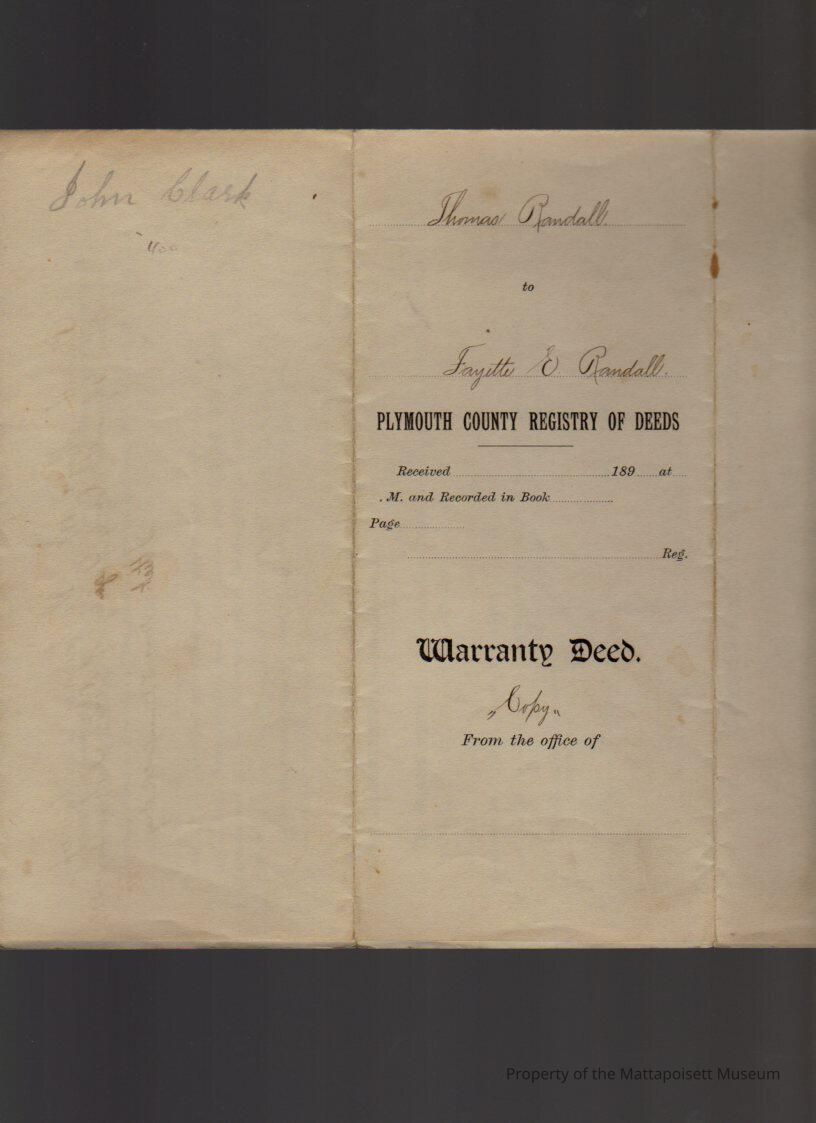 John Clark
Thomas Randall.
to
Fayette E Randall.
PLYMOUTH COUNTY REGISTRY OF DEEDS
Received 189 at
. M. and Recorded in Book
Page
Reg.
Warranty Deed.
„Copy"
From the office of
Property of the Mattapoisett Museum